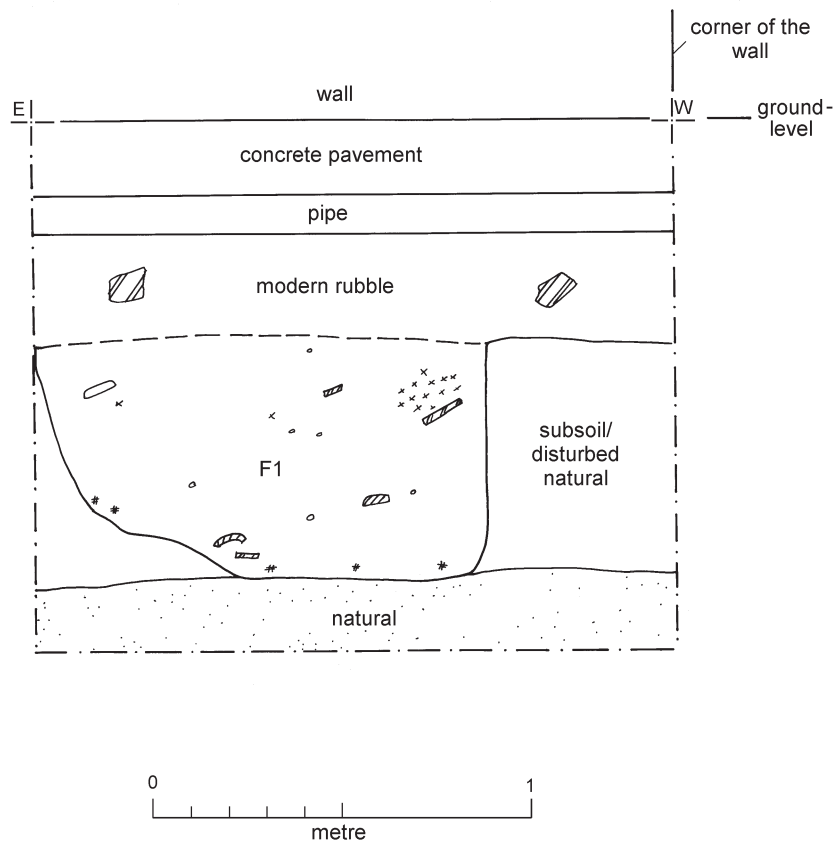 corner of the
wall
wall
E
W
ground-
level
concrete pavement
pipe
modern rubble
subsoil/
disturbed
natural
F1
natural
0
1
metre